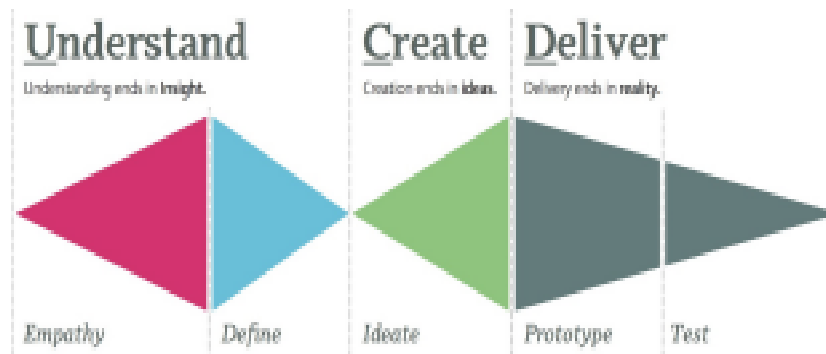 Understand
Create
Deliver
Understanding ends in Insight.
Creation ends in ideas.
Delivery ends in reality.
Empathy
Define
Ideate
Prototype
Test